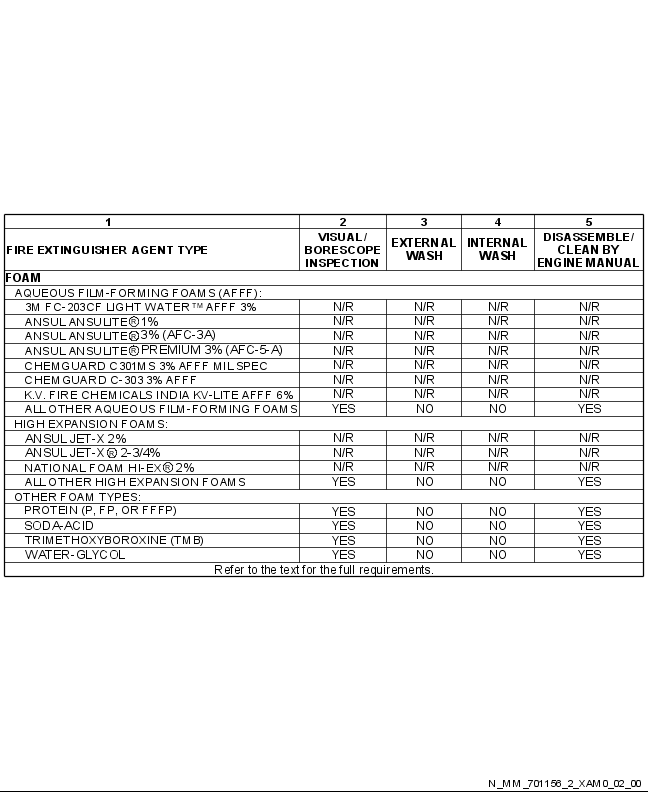 1 2 3 4 5
FIRE EXTINGUISHER AGENT TYPE VISUAL/ BORESCOPE INSPECTION EXTERNAL WASH INTERNAL WASH DISASSEMBLE/ CLEAN BY ENGINE MANUAL
FOAM
AQUEOUS FILM-FORMING FOAMS (AFFF):
3M FC-203CF LIGHT WATER™ AFFF 3% N/R N/R N/R N/R
ANSUL ANSULITE® 1% N/R N/R N/R N/R
ANSUL ANSULITE® 3% (AFC-3A) N/R N/R N/R N/R
ANSUL ANSULITE® PREMIUM 3% (AFC-5-A) N/R N/R N/R N/R
CHEMGUARD C301MS 3% AFFF MILSPEC N/R N/R N/R N/R
CHEMGUARD C-303 3% AFFF N/R N/R N/R N/R
K.V. FIRE CHEMICALS INDIA KV-LITE AFFF 6% N/R N/R N/R N/R
ALL OTHER AQUEOUS FILM-FORMING FOAMS YES NO NO YES
HIGH EXPANSION FOAMS:
ANSUL JET-X 2% N/R N/R N/R N/R
ANSUL JET-X® 2-3/4% N/R N/R N/R N/R
NATIONAL FOAM HI-EX® 2% N/R N/R N/R N/R
ALL OTHER HIGH EXPANSION FOAMS YES NO NO YES
OTHER FOAM TYPES:
PROTEIN (P, FP, OR FFFP) YES NO NO YES
SODA-ACID YES NO NO YES
TRIMETHOXYBOROXINE (TMB) YES NO NO YES
WATER-GLYCOL YES NO NO YES
Refer to the text for the full requirements.
N_MM_701156_2_XAM0_02_00